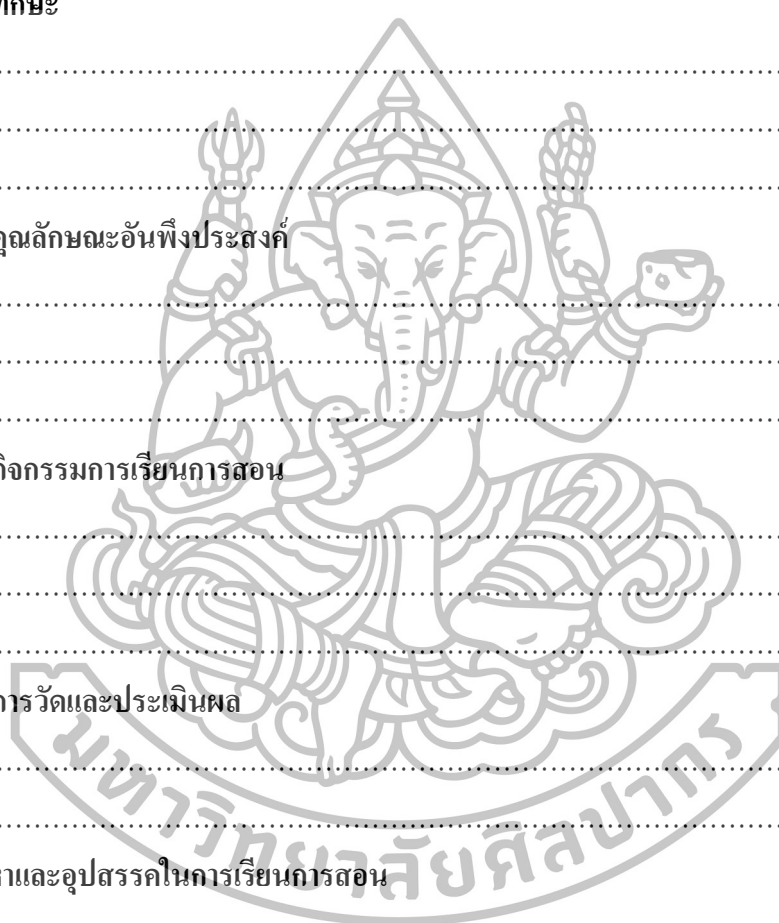 ทักษะ
คุณลักษณะอันพึงประสงค์
กิจกรรมการเรียนการสอน
การวัดและประเมินผล
และอุปสรรคในการเรียนการสอน
มหาวิทยาลัยศิลปากร